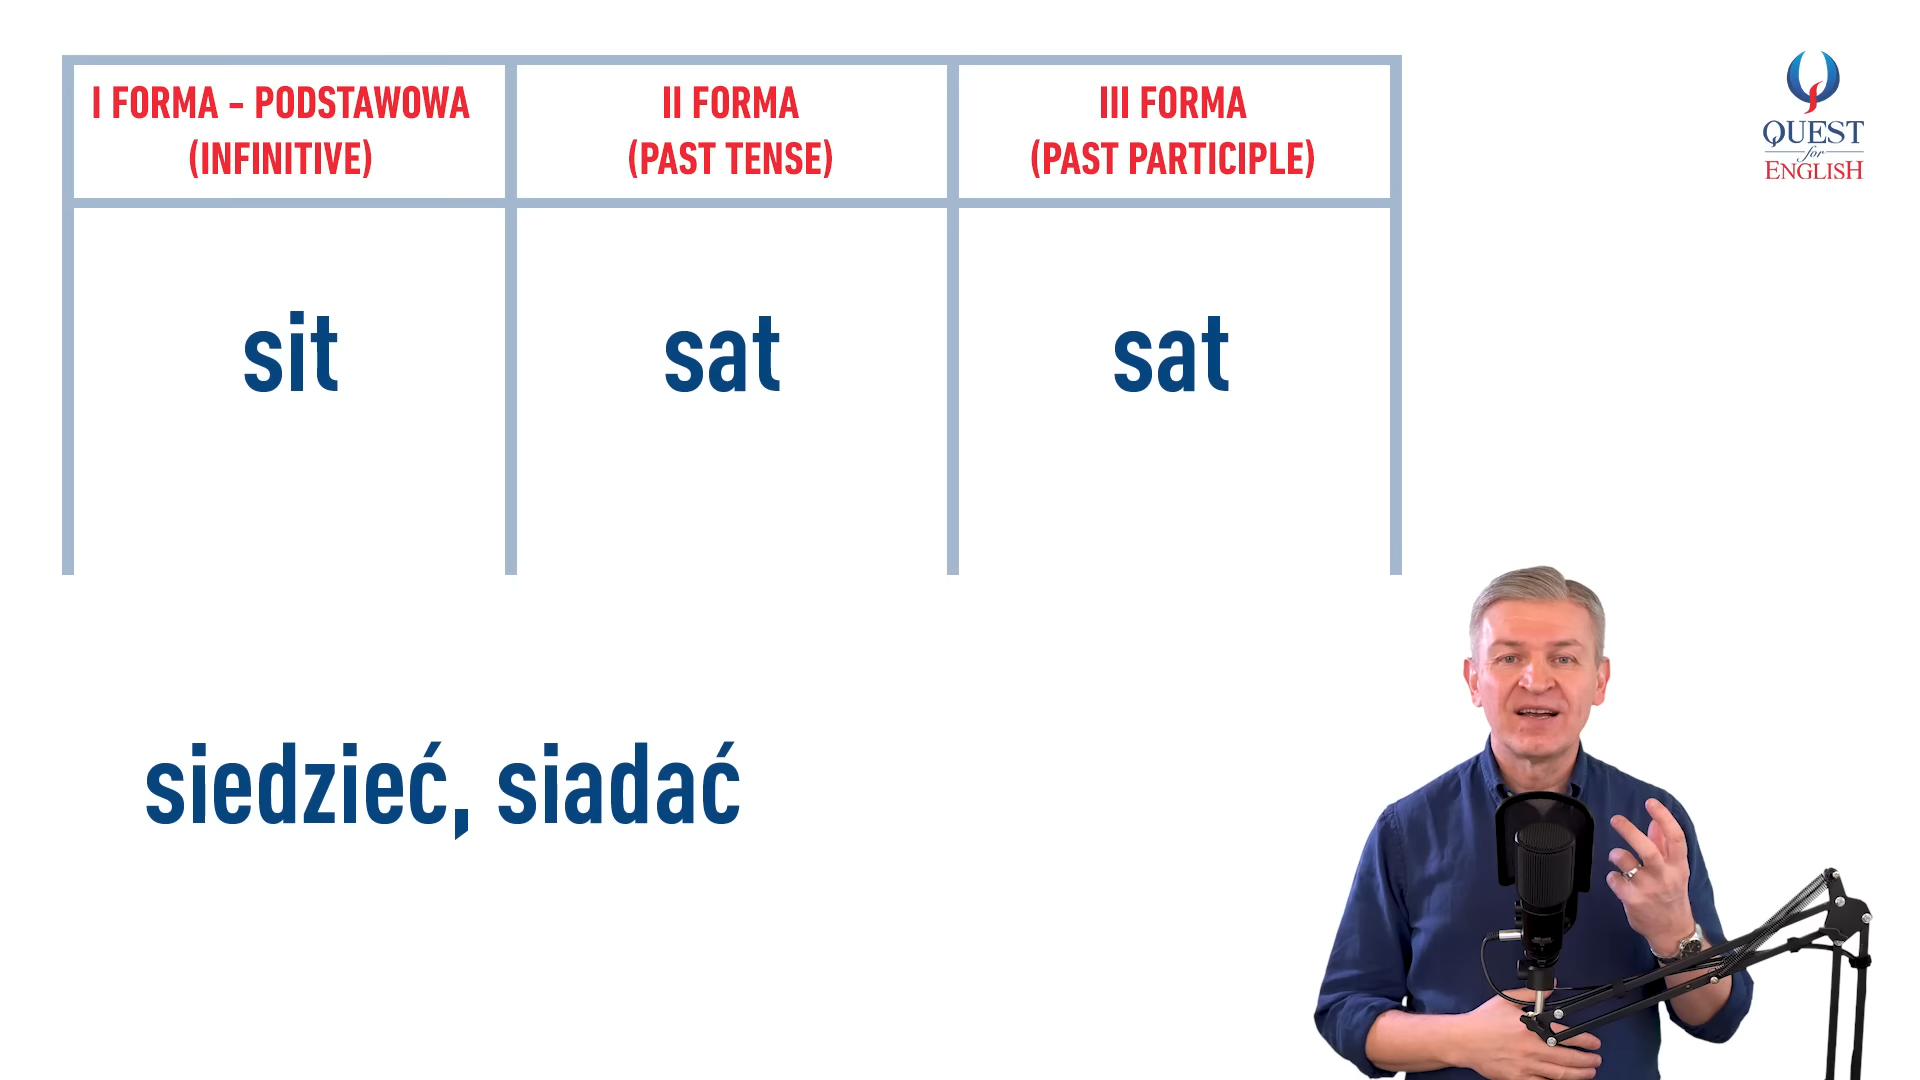 I FORMA – PODSTAWOWA
(INFINITIVE)
II FORMA
(PAST TENSE)
III FORMA
(PAST PARTICIPLE)
sit
sat
sat
siedzieć, siadać
QUEST
for
ENGLISH